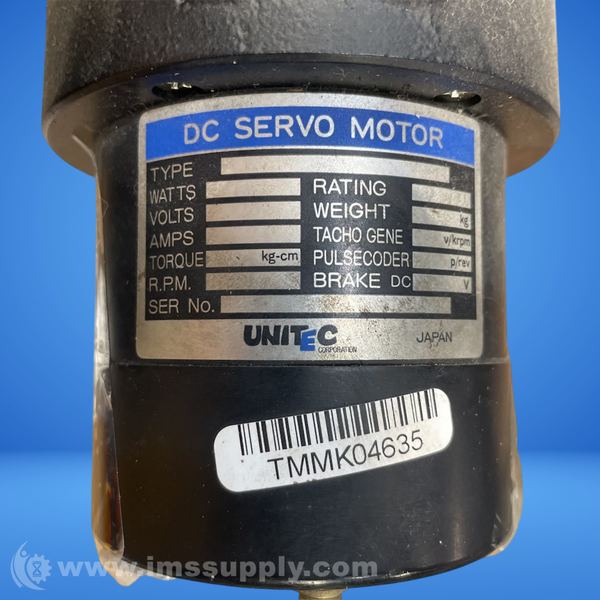 DC SERVO MOTOR
TYPE
WATTS
VOLTS
AMPS
TORQUE kg-cm
R.P.M.
SER No.
RATING
WEIGHT kg
TACHO GENE v/krpm
PULSECODER p/rev
BRAKE DC V
UNITEC
CORPORATION
JAPAN
TMMK04635
www.imssupply.com